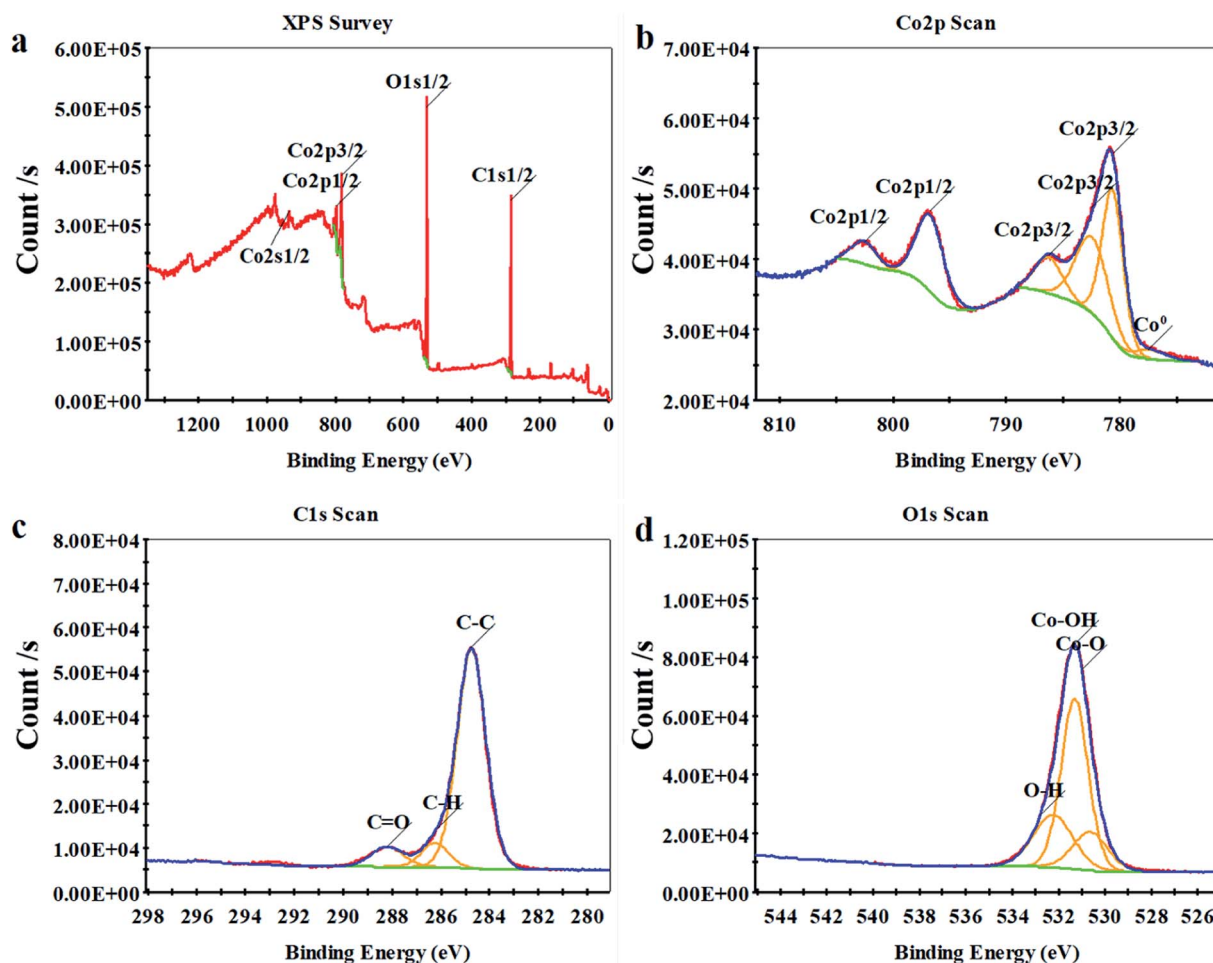 a
XPS Survey
6.00E+05
5.00E+05
4.00E+05
3.00E+05
2.00E+05
1.00E+05
0.00E+00
Count /s
O1s1/2
Co2p3/2
Co2p1/2
C1s1/2
Co2s1/2
1200 1000 800 600 400 200 0
Binding Energy (eV)
b
Co2p Scan
7.00E+04
6.00E+04
5.00E+04
4.00E+04
3.00E+04
2.00E+04
Count /s
Co2p3/2
Co2p3/2
Co2p1/2
Co2p1/2
Co2p3/2
Co⁰
810 800 790 780
Binding Energy (eV)
c
C1s Scan
8.00E+04
7.00E+04
6.00E+04
5.00E+04
4.00E+04
3.00E+04
2.00E+04
1.00E+04
0.00E+00
Count /s
C-C
C-H
C=O
298 296 294 292 290 288 286 284 282 280
Binding Energy (eV)
d
O1s Scan
1.20E+05
1.00E+05
8.00E+04
6.00E+04
4.00E+04
2.00E+04
0.00E+00
Count /s
Co-OH
Co-O
O-H
544 542 540 538 536 534 532 530 528 526
Binding Energy (eV)